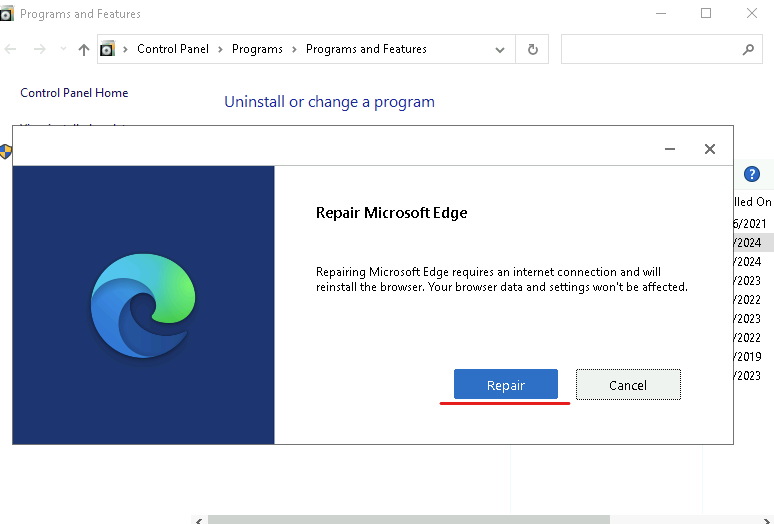 Programs and Features
Control Panel > Programs > Programs and Features
Control Panel Home
Uninstall or change a program
Repair Microsoft Edge
Repairing Microsoft Edge requires an internet connection and will
reinstall the browser. Your browser data and settings won't be affected.
Repair
Cancel
?
lled On
6/2021
/2024
/2024
/2023
/2022
/2023
/2022
/2019
/2023